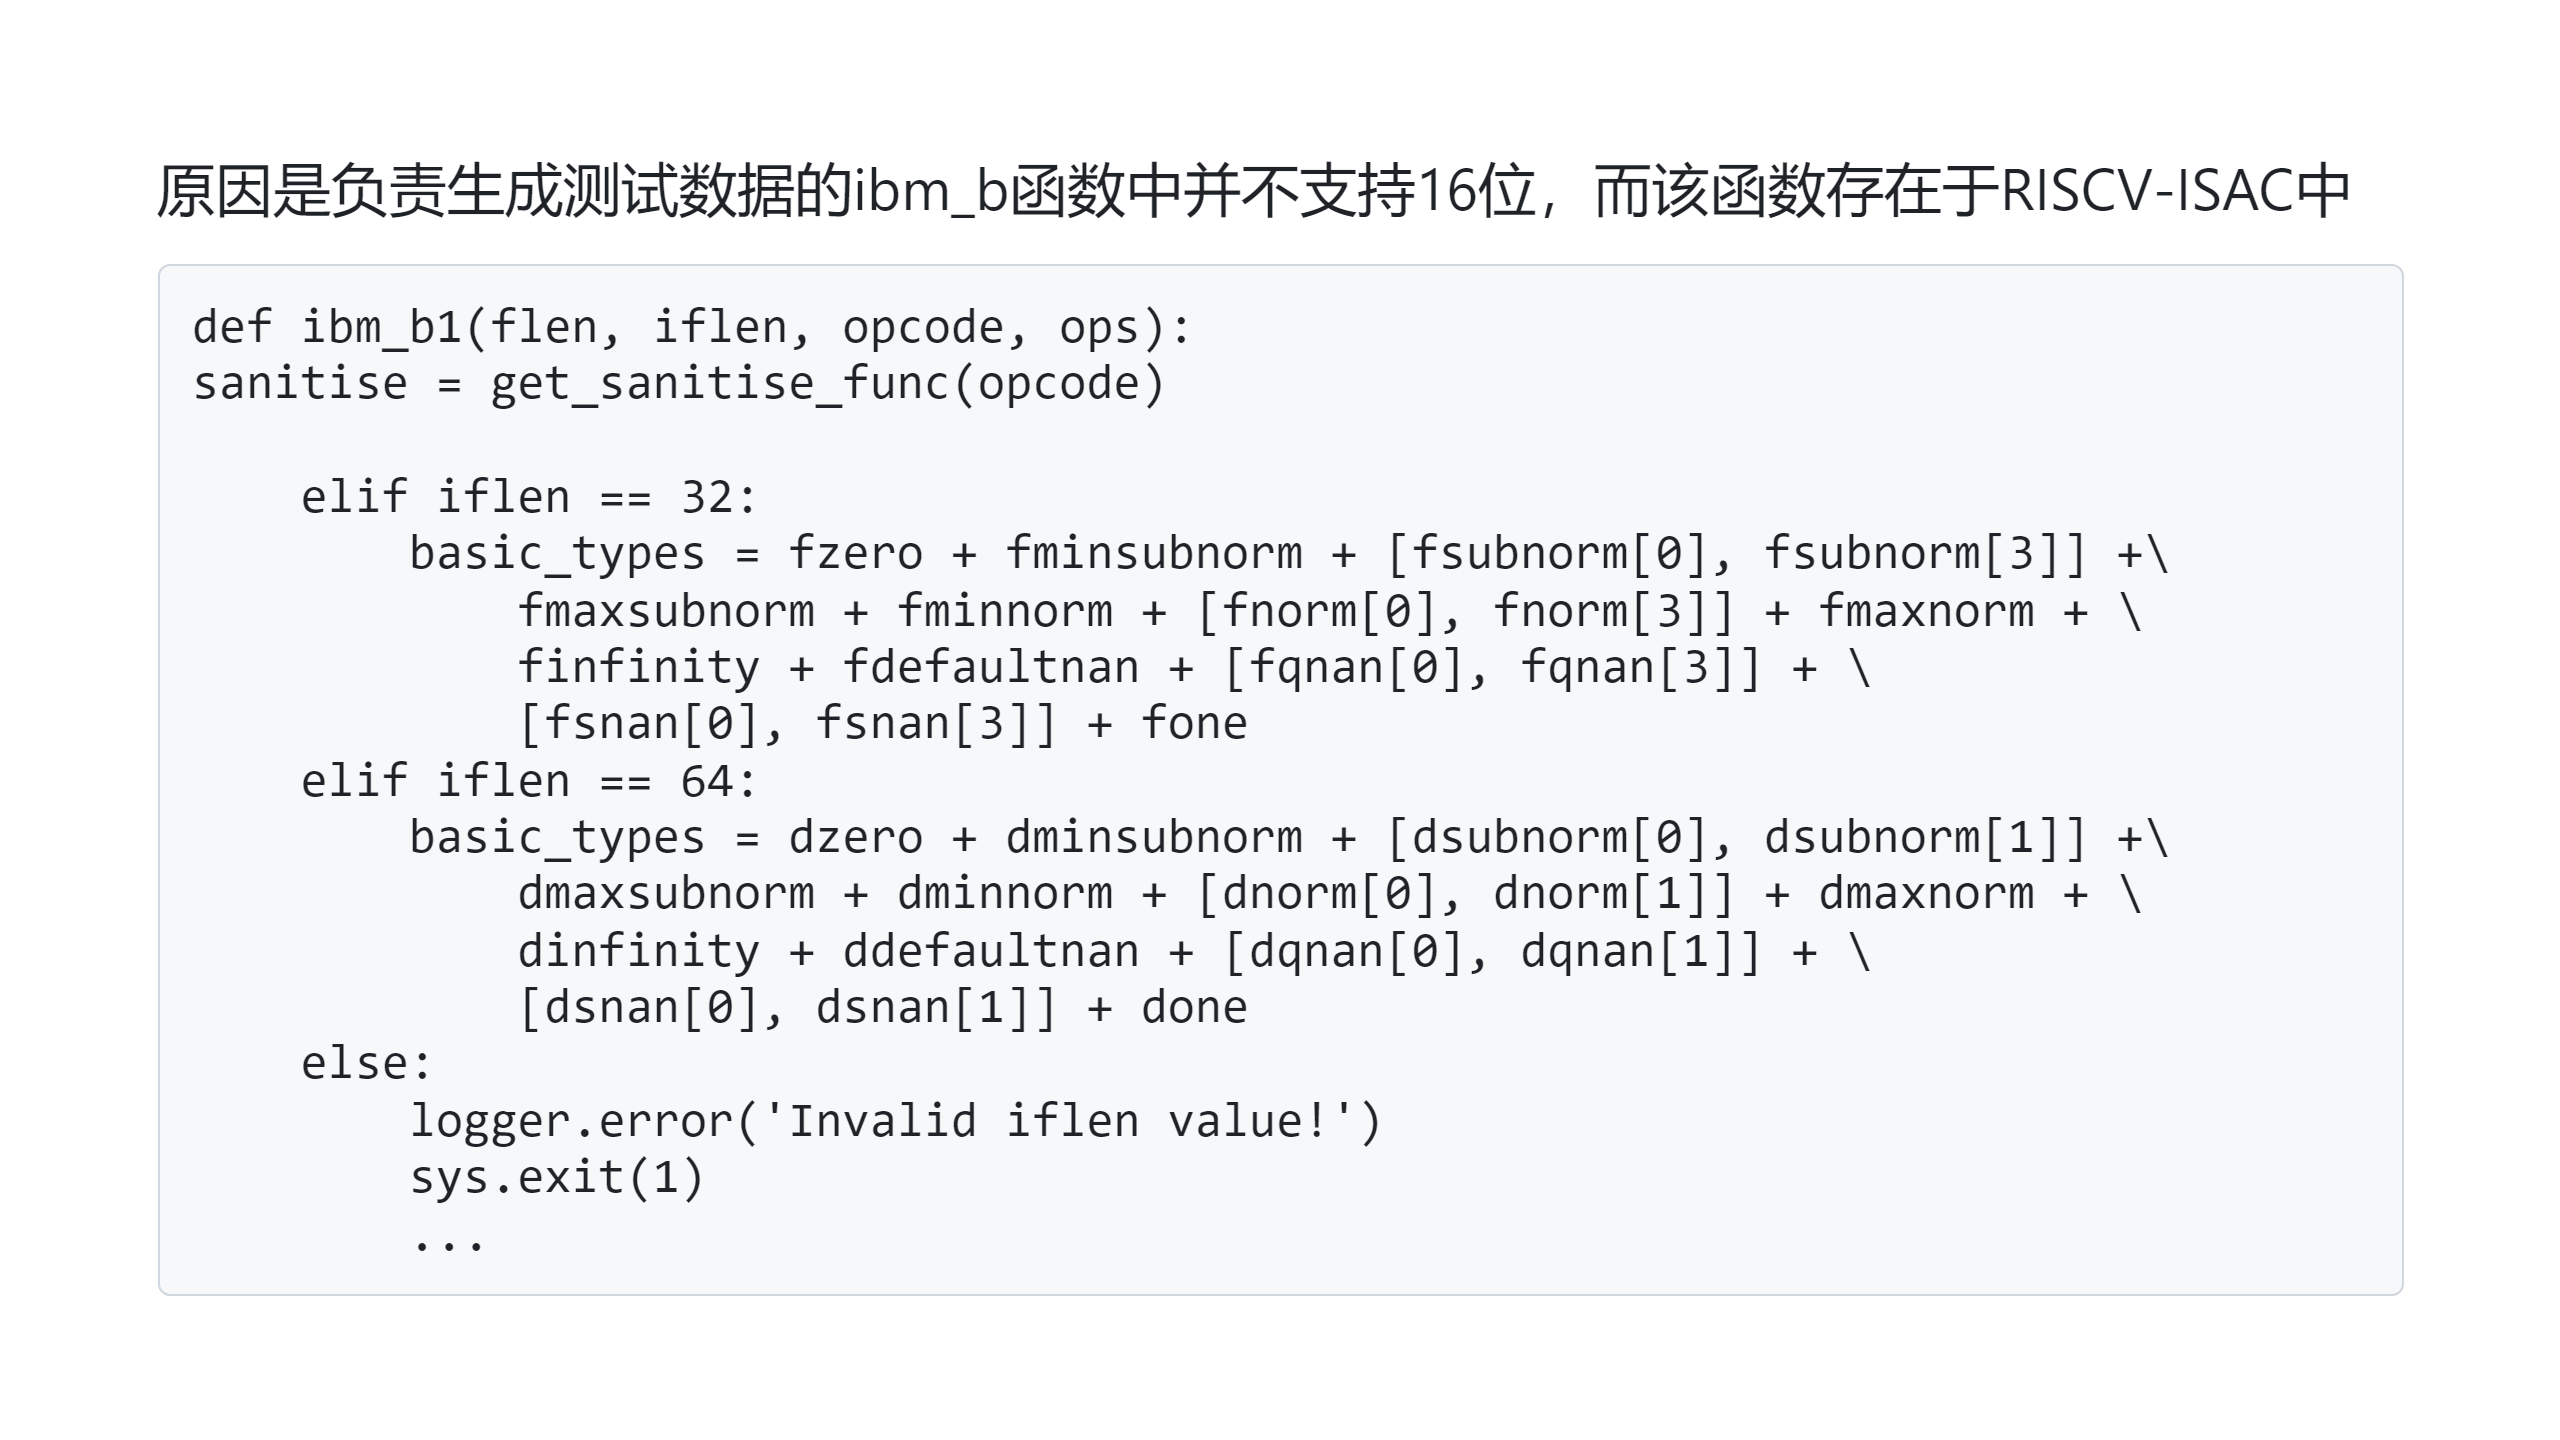 原因是负责生成测试数据的ibm_b函数中并不支持16位，而该函数存在于RISCV-ISAC中
def ibm_b1(flen, iflen, opcode, ops):
sanitise = get_sanitise_func(opcode)
    elif iflen == 32:
        basic_types = fzero + fminsubnorm + [fsubnorm[0], fsubnorm[3]] +\
            fmaxsubnorm + fminnorm + [fnorm[0], fnorm[3]] + fmaxnorm + \
            finfinity + fdefaultnan + [fqnan[0], fqnan[3]] + \
            [fsnan[0], fsnan[3]] + fone
    elif iflen == 64:
        basic_types = dzero + dminsubnorm + [dsubnorm[0], dsubnorm[1]] +\
            dmaxsubnorm + dminnorm + [dnorm[0], dnorm[1]] + dmaxnorm + \
            dinfinity + ddefaultnan + [dqnan[0], dqnan[1]] + \
            [dsnan[0], dsnan[1]] + done
    else:
        logger.error('Invalid iflen value!')
        sys.exit(1)
        ...